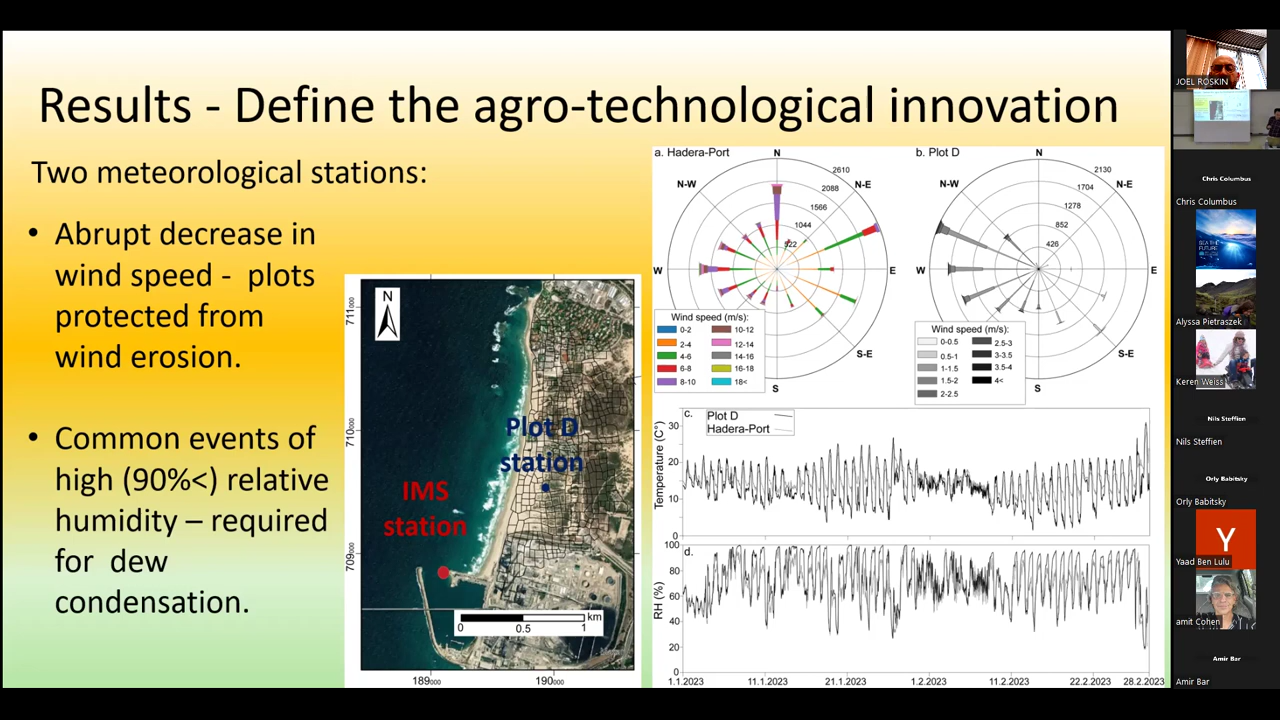 Results - Define the agro-technological innovation
Two meteorological stations:
• Abrupt decrease in
wind speed - plots
protected from
wind erosion.
• Common events of
high (90%<) relative
humidity – required
for dew
condensation.
N
711000
710000
709000
189000
190000
Plot D
station
IMS
station
km
0
0.5
1
a. Hadera-Port
N
N-E
E
S-E
S
W
N-W
2610
2088
1566
1044
522
Wind speed (m/s):
0-2
2-4
4-6
6-8
8-10
10-12
12-14
14-16
16-18
18<
b. Plot D
N
N-E
E
S-E
S
W
N-W
2130
1704
1278
852
426
Wind speed (m/s):
0-0.5
0.5-1
1-1.5
1.5-2
2-2.5
2.5-3
3-3.5
3.5-4
4<
c.
Plot D
Hadera-Port
Temperature (C°)
30
20
10
0
d.
RH (%)
100
80
60
40
20
0
1.1.2023
11.1.2023
21.1.2023
1.2.2023
11.2.2023
22.2.2023
28.2.2023
JOEL ROSKIN
Chris Columbus
Chris Columbus
SEA THE
FUTURE
Alyssa Pietraszek
Keren Weiss
Nils Steffien
Nils Steffien
Orly Babitsky
Orly Babitsky
Y
Yaad Ben Lulu
amit Cohen
Amir Bar
Amir Bar